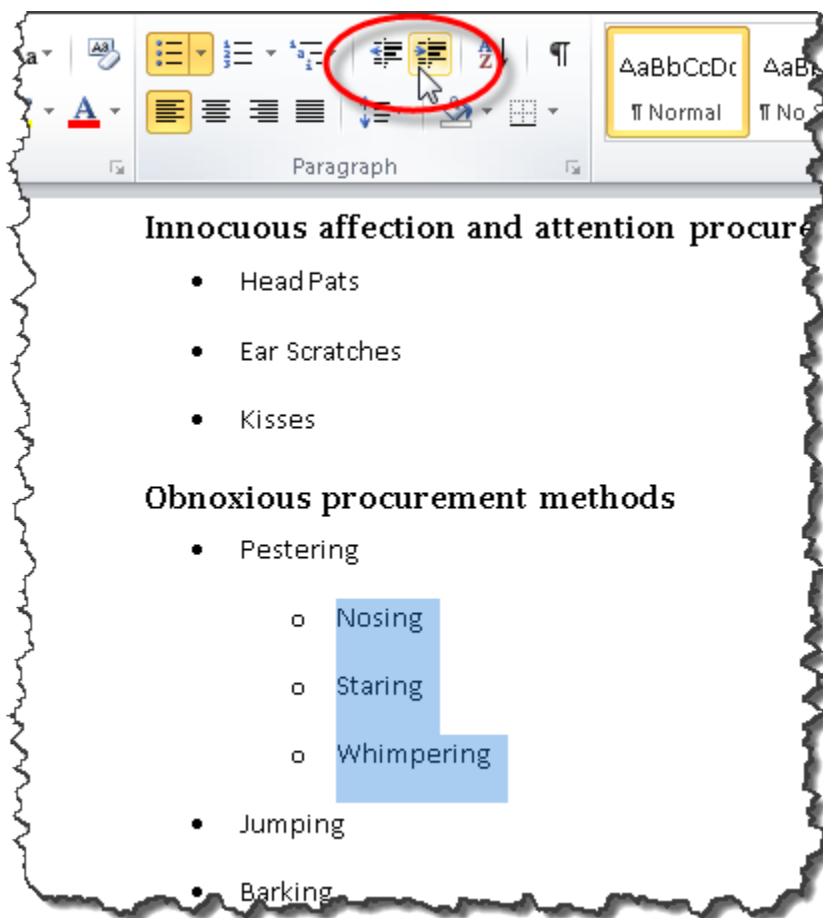 AaBbCcDc AaB
¶ Normal ¶ No
Paragraph
Innocuous affection and attention procure
• Head Pats
• Ear Scratches
• Kisses
Obnoxious procurement methods
• Pestering
o Nosing
o Staring
o Whimpering
• Jumping
• Barking